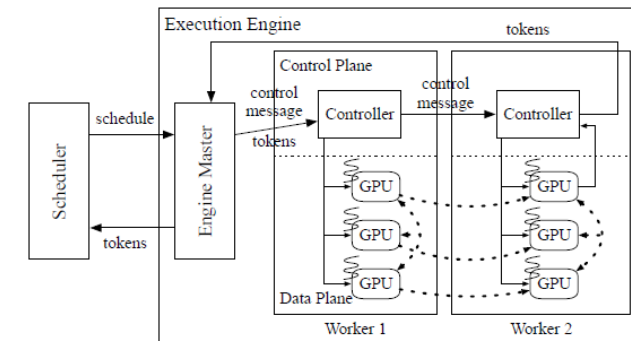 Execution Engine
tokens
Control Plane
control
message
control
message
Scheduler
schedule
Engine Master
tokens
Controller
Controller
tokens
GPU
GPU
GPU
GPU
GPU
GPU
Data Plane
Worker 1
Worker 2